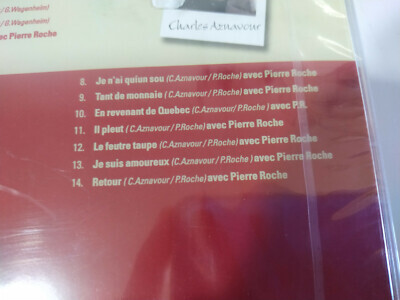 / G.Wagenheim)
/ G.Wagenheim)
ec Pierre Roche
Charles Aznavour
8. Je n'ai qu'un sou (C.Aznavour / P.Roche) avec Pierre Roche
9. Tant de monnaie (C.Aznavour / P.Roche) avec Pierre Roche
10. En revenant de Quebec (C.Aznavour / P.Roche) avec P.R.
11. Il pleut (C.Aznavour / P.Roche) avec Pierre Roche
12. Le feutre taupe (C.Aznavour / P.Roche) avec Pierre Roche
13. Je suis amoureux (C.Aznavour / P.Roche) avec Pierre Roche
14. Retour (C.Aznavour / P.Roche) avec Pierre Roche